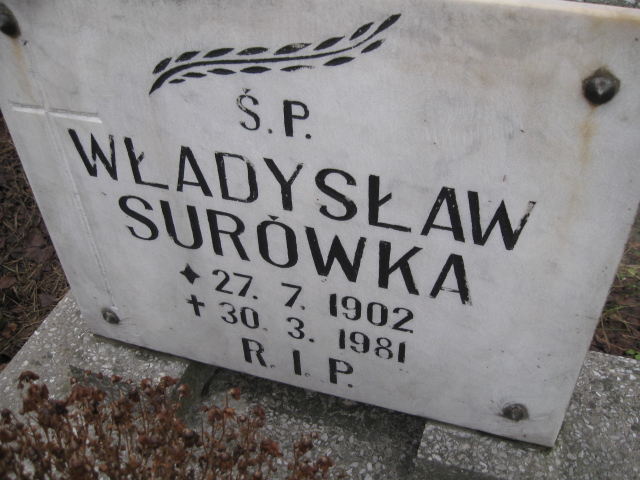 Ś.P.
WŁADYSŁAW
SURÓWKA
✦ 27. 7. 1902
✝ 30. 3. 1981
R.I.P.